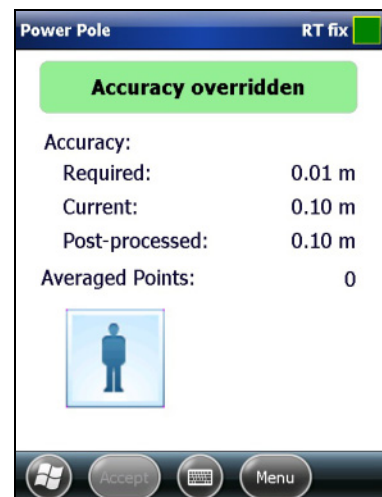 Power Pole RT fix
Accuracy overridden
Accuracy:
Required: 0.01 m
Current: 0.10 m
Post-processed: 0.10 m
Averaged Points: 0
Accept Menu